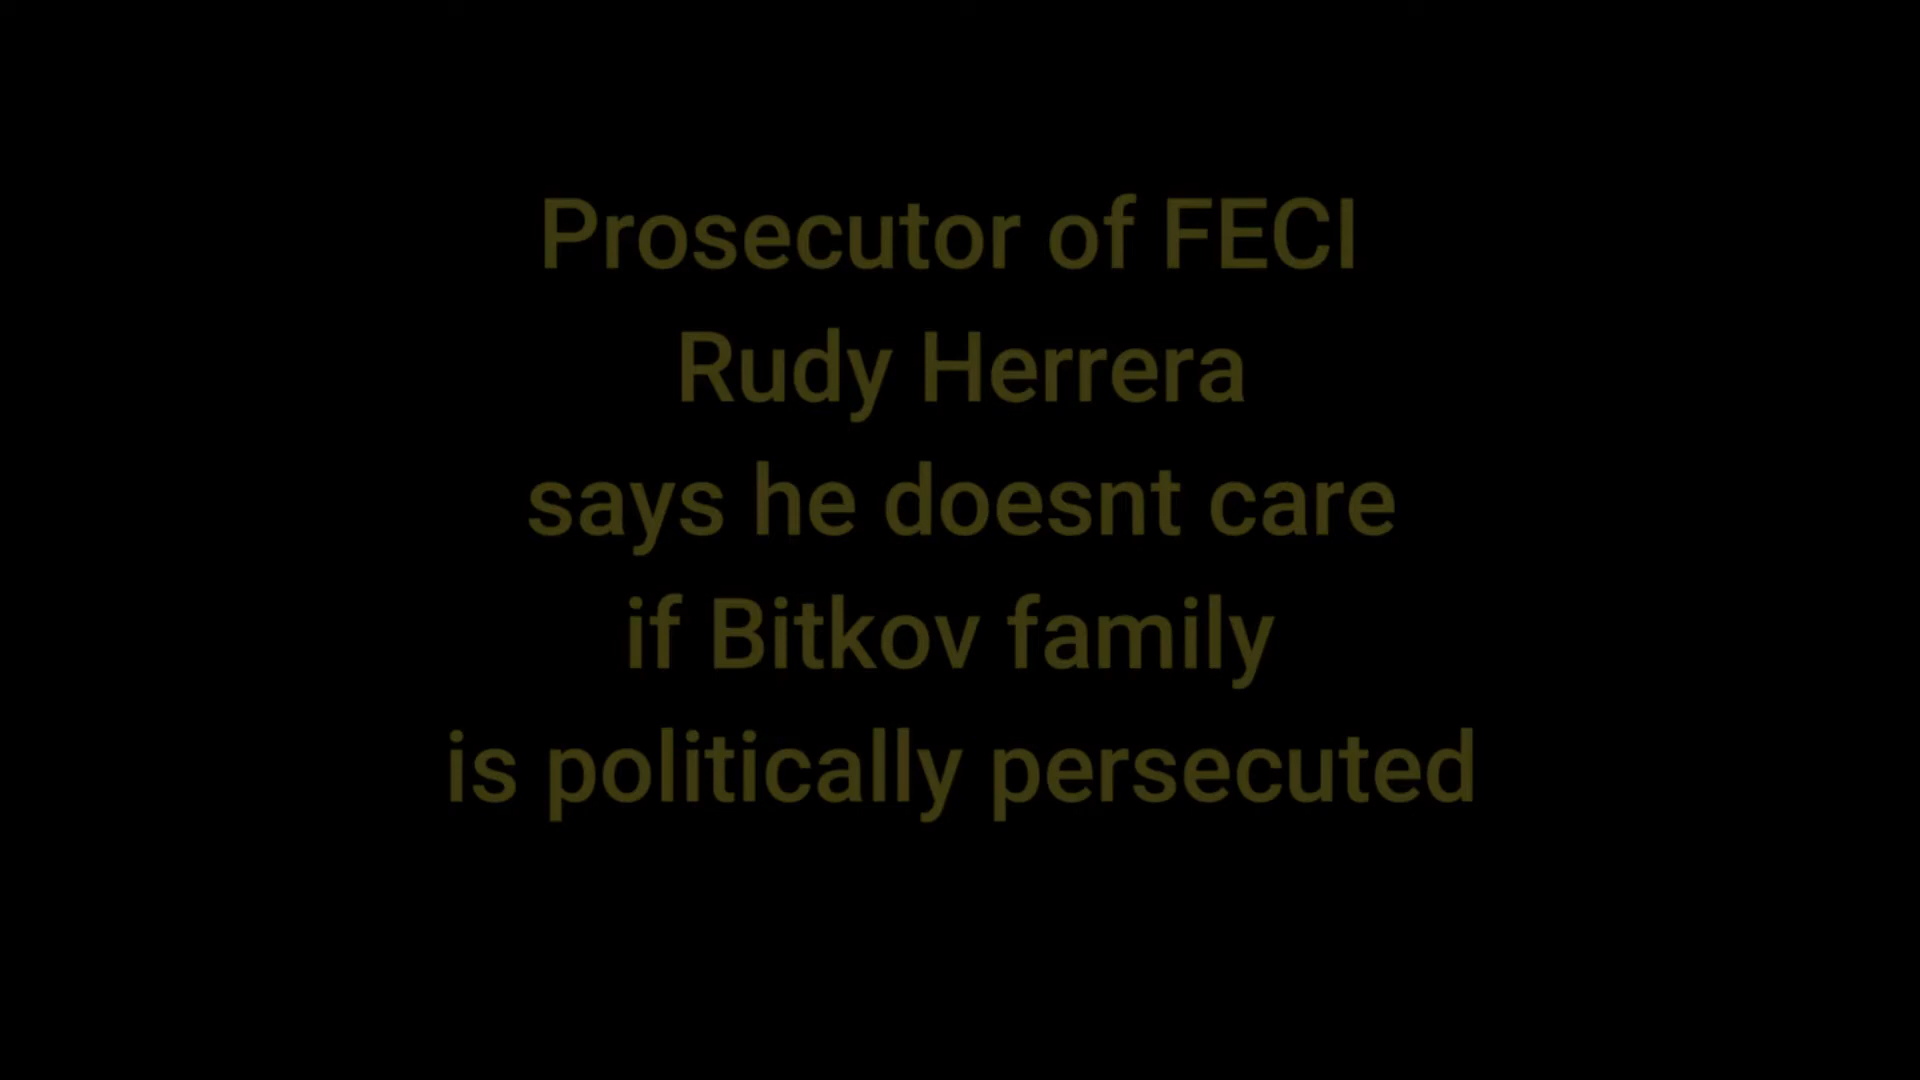 Prosecutor of FECI
Rudy Herrera
says he doesnt care
if Bitkov family
is politically persecuted